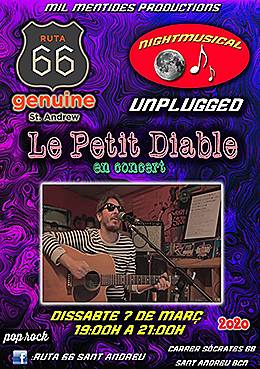 MIL MENTIDES PRODUCTIONS
RUTA
66
genuine
St. Andrew
NIGHTMUSICAL
UNPLUGGED
Le Petit Diable
en concert
DISSABTE 7 DE MARÇ
19:00H A 21:00H
2020
pop.rock
:RUTA 66 SANT ANDREU
CARRER SÒCRATES 68
SANT ANDREU BCN